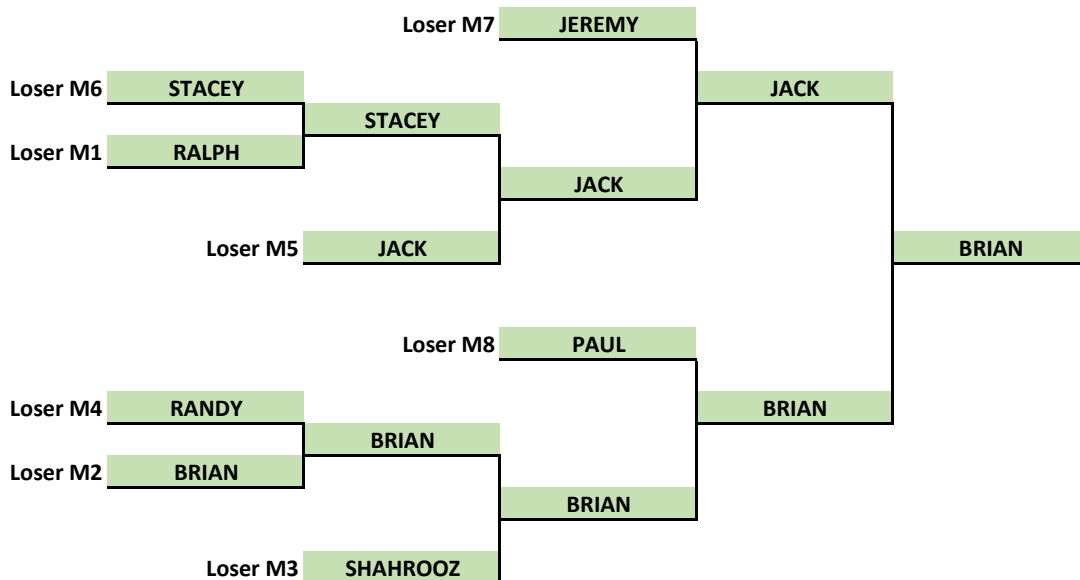 Loser M7 JEREMY
Loser M6 STACEY JACK
STACEY
Loser M1 RALPH
JACK
Loser M5 JACK BRIAN
Loser M8 PAUL
Loser M4 RANDY BRIAN
BRIAN
Loser M2 BRIAN
BRIAN
Loser M3 SHAHROOZ